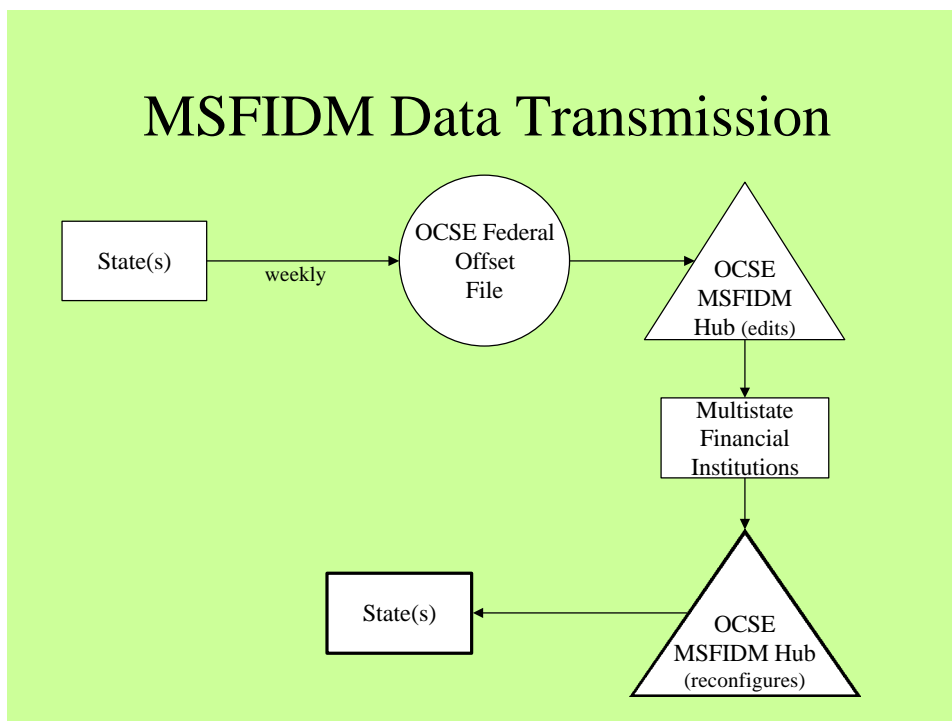 MSFIDM Data Transmission
State(s)
weekly
OCSE Federal
Offset
File
OCSE
MSFIDM
Hub (edits)
Multistate
Financial
Institutions
OCSE
MSFIDM Hub
(reconfigures)
State(s)